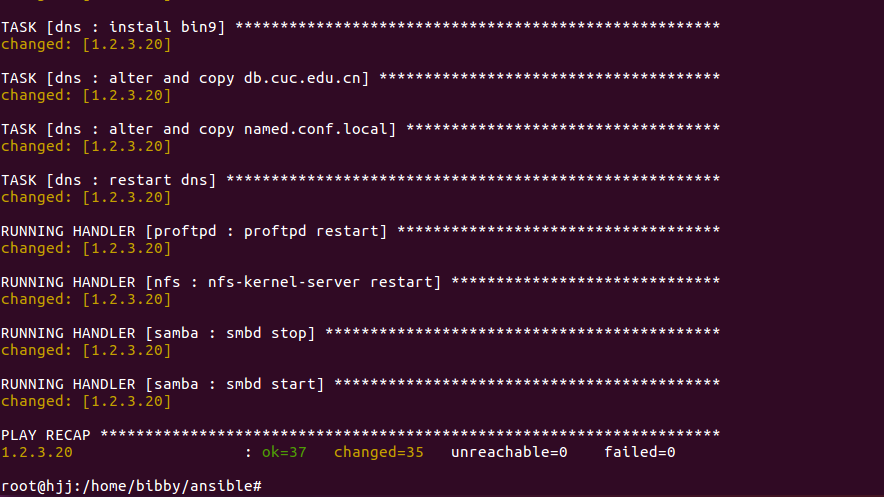 TASK [dns : install bin9] ******************************************************
changed: [1.2.3.20]
TASK [dns : alter and copy db.cuc.edu.cn] **************************************
changed: [1.2.3.20]
TASK [dns : alter and copy named.conf.local] ***********************************
changed: [1.2.3.20]
TASK [dns : restart dns] *******************************************************
changed: [1.2.3.20]
RUNNING HANDLER [proftpd : proftpd restart] ************************************
changed: [1.2.3.20]
RUNNING HANDLER [nfs : nfs-kernel-server restart] ******************************
changed: [1.2.3.20]
RUNNING HANDLER [samba : smbd stop] ********************************************
changed: [1.2.3.20]
RUNNING HANDLER [samba : smbd start] *******************************************
changed: [1.2.3.20]
PLAY RECAP *********************************************************************
1.2.3.20                   : ok=37   changed=35   unreachable=0    failed=0
root@hjj:/home/bibby/ansible#